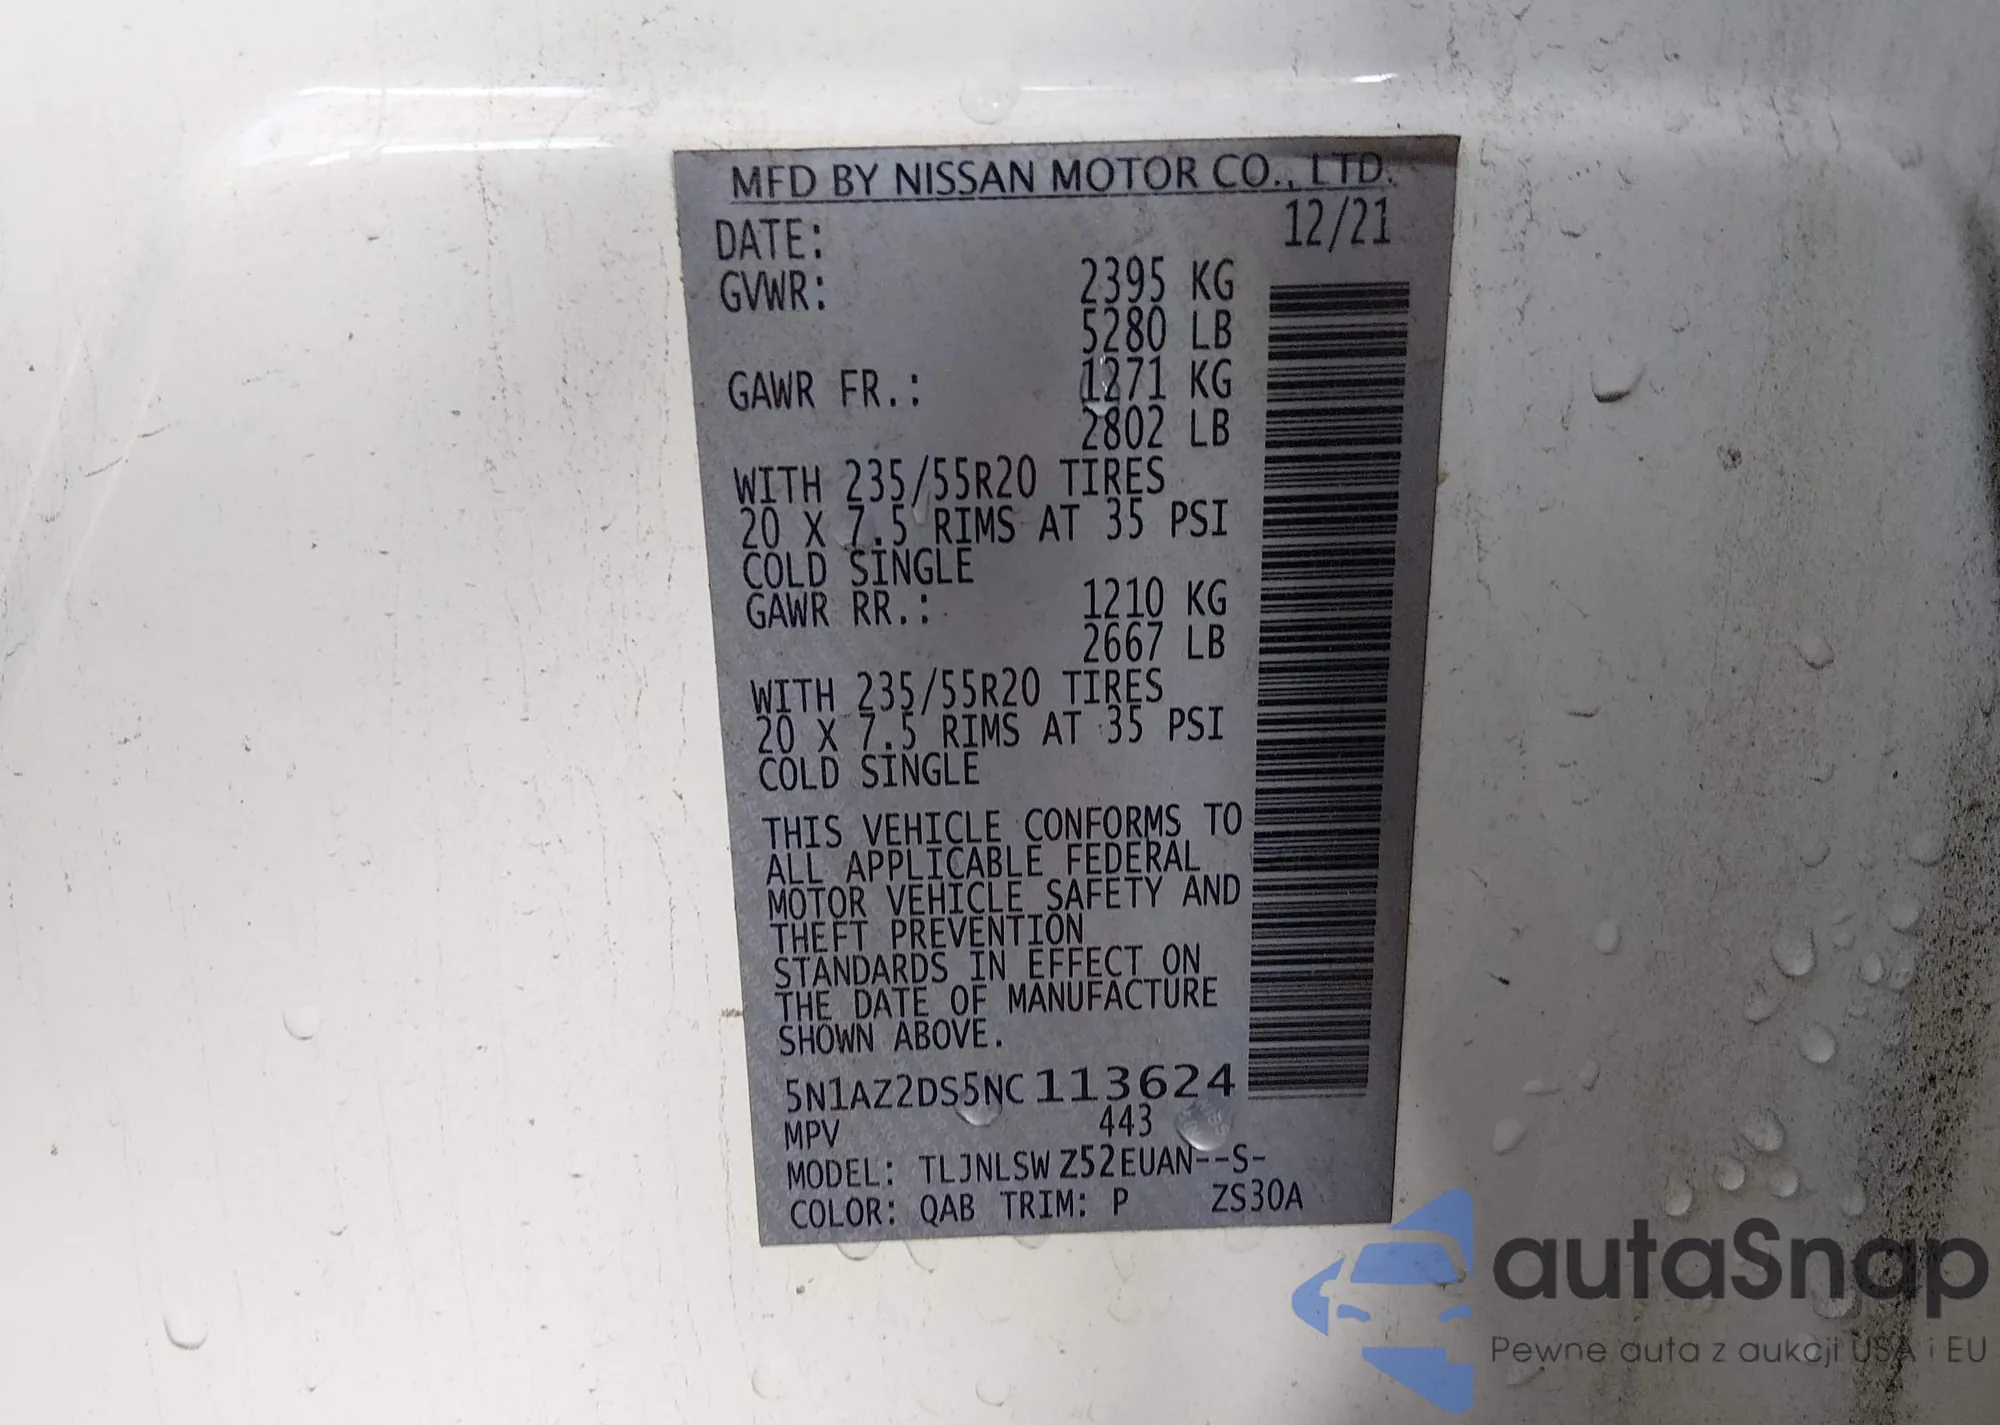 MFD BY NISSAN MOTOR CO., LTD.
DATE: 12/21
GVWR: 2395 KG
5280 LB
GAWR FR.: 1271 KG
2802 LB
WITH 235/55R20 TIRES
20 X 7.5 RIMS AT 35 PSI
COLD SINGLE
GAWR RR.: 1210 KG
2667 LB
WITH 235/55R20 TIRES
20 X 7.5 RIMS AT 35 PSI
COLD SINGLE
THIS VEHICLE CONFORMS TO
ALL APPLICABLE FEDERAL
MOTOR VEHICLE SAFETY AND
THEFT PREVENTION
STANDARDS IN EFFECT ON
THE DATE OF MANUFACTURE
SHOWN ABOVE.
5N1AZ2DS5NC113624
MPV 443
MODEL: TLJNLSW Z52EUAN--S-
COLOR: QAB TRIM: P ZS30A
autaSnap
Pewne auta z aukcji USA i EU